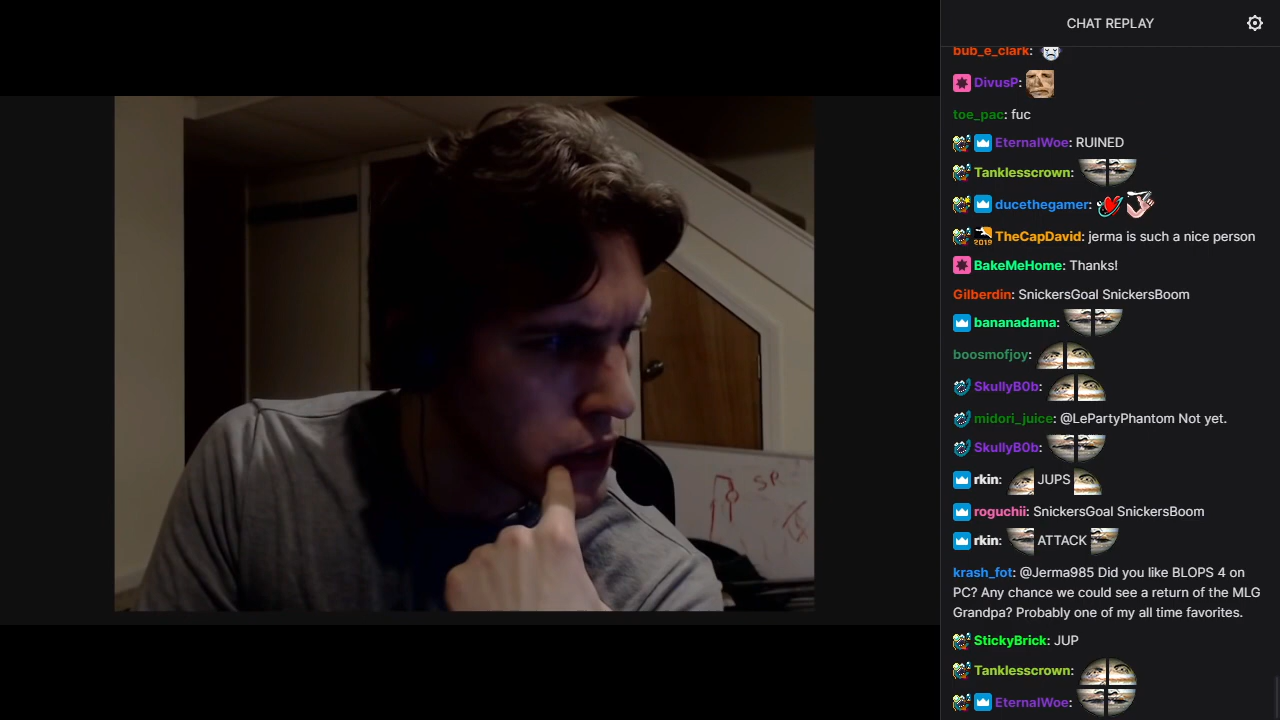 CHAT REPLAY
bub_e_clark:
DivusP:
toe_pac: fuc
EternalWoe: RUINED
Tanklesscrown:
ducethegamer:
2019 TheCapDavid: jerma is such a nice person
BakeMeHome: Thanks!
Gilberdin: SnickersGoal SnickersBoom
bananadama:
boosmofjoy:
SkullyB0b:
midori_juice: @LePartyPhantom Not yet.
SkullyB0b:
rkin: JUPS
roguchii: SnickersGoal SnickersBoom
rkin: ATTACK
krash_fot: @Jerma985 Did you like BLOPS 4 on
PC? Any chance we could see a return of the MLG
Grandpa? Probably one of my all time favorites.
StickyBrick: JUP
Tanklesscrown:
EternalWoe:
SP